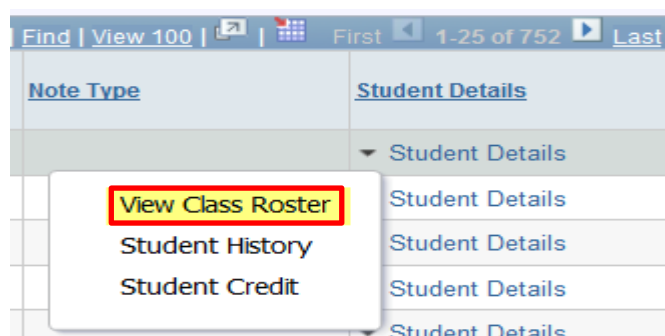 | Find | View 100 | | First 1-25 of 752 Last
Note Type Student Details
Student Details
View Class Roster Student Details
Student History Student Details
Student Credit Student Details
Student Details